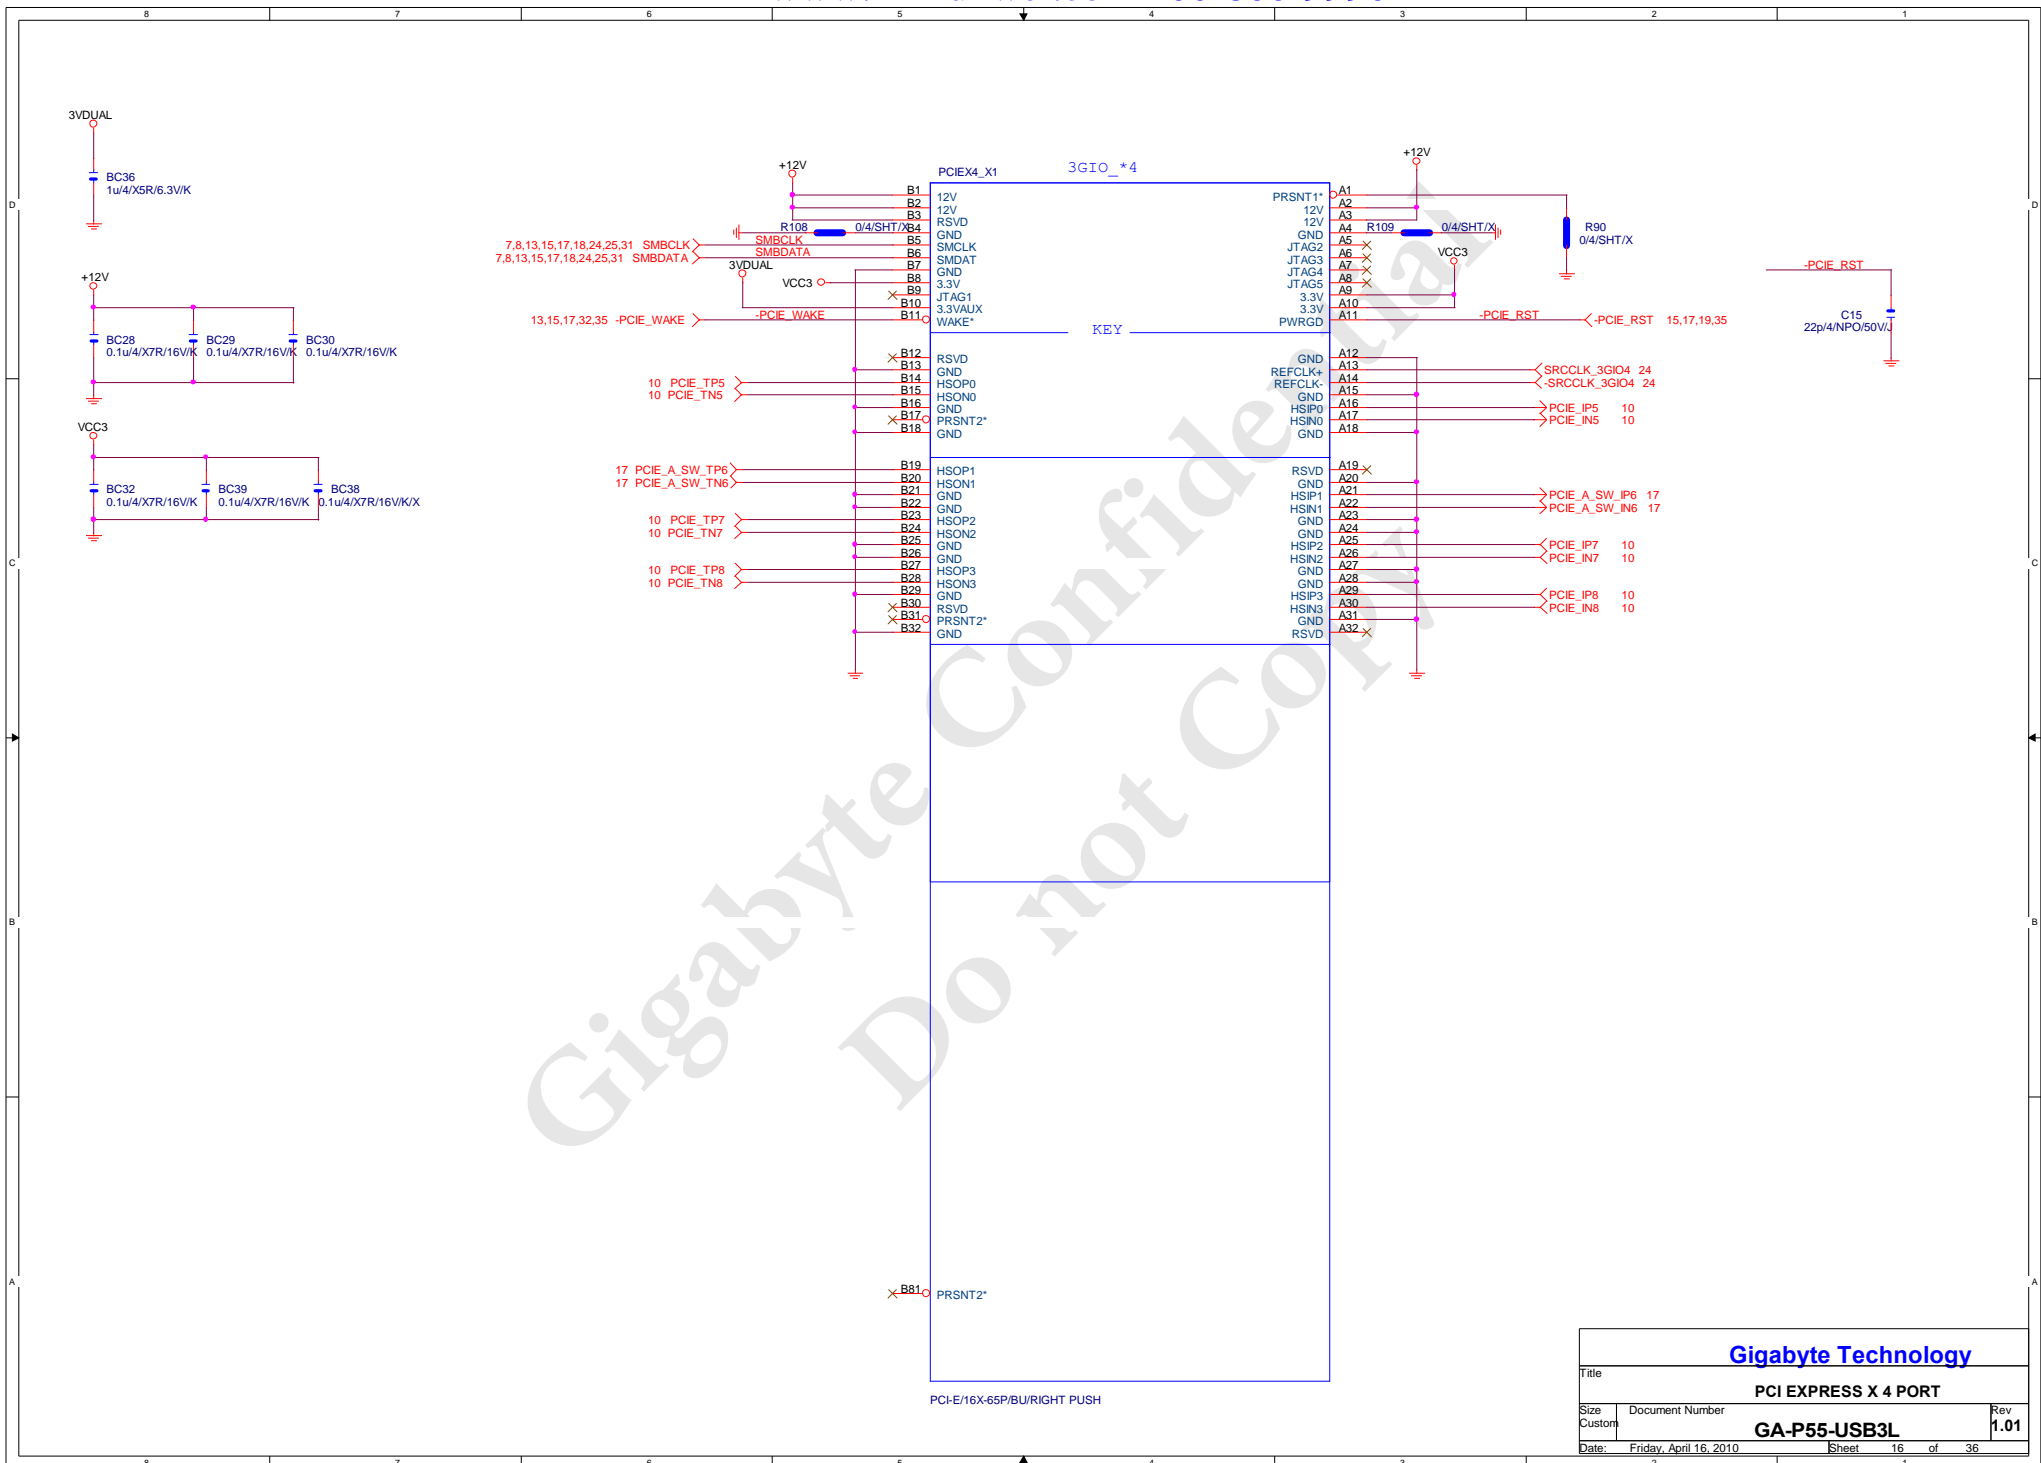 8 7 6 5 4 3 2 1
D D
C C
B B
A A
3VDUAL
BC36
1u/4/X5R/6.3V/K
+12V
BC28
0.1u/4/X7R/16V/K
BC29
0.1u/4/X7R/16V/K
BC30
0.1u/4/X7R/16V/K
VCC3
BC32
0.1u/4/X7R/16V/K
BC39
0.1u/4/X7R/16V/K
BC38
0.1u/4/X7R/16V/K/X
PCIEX4_X1
3GIO_*4
+12V
R108 0/4/SHT/X
7,8,13,15,17,18,24,25,31 SMBCLK
SMBCLK
7,8,13,15,17,18,24,25,31 SMBDATA
SMBDATA
3VDUAL
VCC3
13,15,17,32,35 -PCIE_WAKE
-PCIE_WAKE
10 PCIE_TP5
10 PCIE_TN5
17 PCIE_A_SW_TP6
17 PCIE_A_SW_TN6
10 PCIE_TP7
10 PCIE_TN7
10 PCIE_TP8
10 PCIE_TN8
B1 12V
B2 12V
B3 RSVD
B4 GND
B5 SMCLK
B6 SMDAT
B7 GND
B8 3.3V
B9 JTAG1
B10 3.3VAUX
B11 WAKE*
KEY
B12 RSVD
B13 GND
B14 HSOP0
B15 HSON0
B16 GND
B17 PRSNT2*
B18 GND
B19 HSOP1
B20 HSON1
B21 GND
B22 GND
B23 HSOP2
B24 HSON2
B25 GND
B26 GND
B27 HSOP3
B28 HSON3
B29 GND
B30 RSVD
B31 PRSNT2*
B32 GND
B81 PRSNT2*
PRSNT1* A1
12V A2
12V A3
GND A4
JTAG2 A5
JTAG3 A6
JTAG4 A7
JTAG5 A8
3.3V A9
3.3V A10
PWRGD A11
GND A12
REFCLK+ A13
REFCLK- A14
GND A15
HSIP0 A16
HSIN0 A17
GND A18
RSVD A19
GND A20
HSIP1 A21
HSIN1 A22
GND A23
GND A24
HSIP2 A25
HSIN2 A26
GND A27
GND A28
HSIP3 A29
HSIN3 A30
GND A31
RSVD A32
+12V
R109 0/4/SHT/X
VCC3
R90
0/4/SHT/X
-PCIE_RST
-PCIE_RST 15,17,19,35
SRCCLK_3GIO4 24
-SRCCLK_3GIO4 24
PCIE_IP5 10
PCIE_IN5 10
PCIE_A_SW_IP6 17
PCIE_A_SW_IN6 17
PCIE_IP7 10
PCIE_IN7 10
PCIE_IP8 10
PCIE_IN8 10
-PCIE_RST
C15
22p/4/NPO/50V/J
PCI-E/16X-65P/BU/RIGHT PUSH
Gigabyte Confidential
Do not Copy
Gigabyte Technology
Title
PCI EXPRESS X 4 PORT
Size Document Number Rev
Custom GA-P55-USB3L 1.01
Date: Friday, April 16, 2010 Sheet 16 of 36